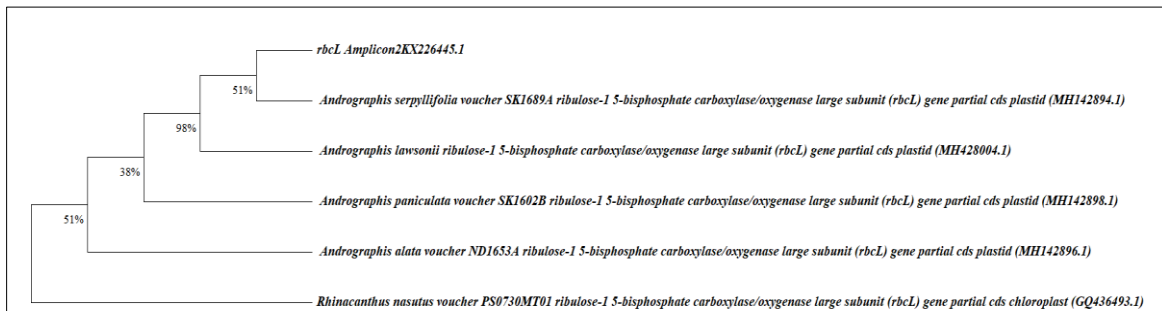 rbcL Amplicon2KX226445.1
51%
Andrographis serpyllifolia voucher SK1689A ribulose-1 5-bisphosphate carboxylase/oxygenase large subunit (rbcL) gene partial cds plastid (MH142894.1)
98%
Andrographis lawsonii ribulose-1 5-bisphosphate carboxylase/oxygenase large subunit (rbcL) gene partial cds plastid (MH428004.1)
38%
Andrographis paniculata voucher SK1602B ribulose-1 5-bisphosphate carboxylase/oxygenase large subunit (rbcL) gene partial cds plastid (MH142898.1)
51%
Andrographis alata voucher ND1653A ribulose-1 5-bisphosphate carboxylase/oxygenase large subunit (rbcL) gene partial cds plastid (MH142896.1)
Rhinacanthus nasutus voucher PS0730MT01 ribulose-1 5-bisphosphate carboxylase/oxygenase large subunit (rbcL) gene partial cds chloroplast (GQ436493.1)